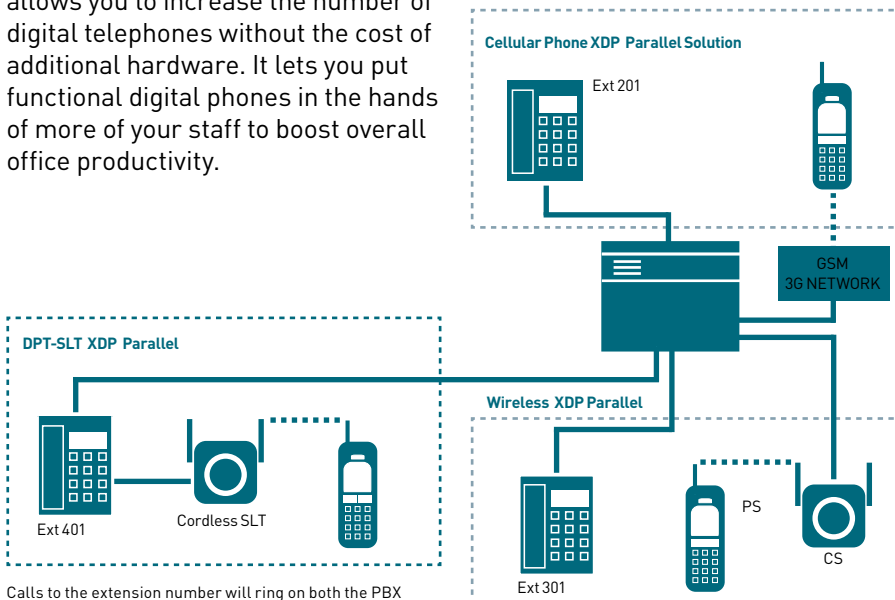 allows you to increase the number of
digital telephones without the cost of
additional hardware. It lets you put
functional digital phones in the hands
of more of your staff to boost overall
office productivity.
Cellular Phone XDP Parallel Solution
Ext 201
GSM
3G NETWORK
DPT-SLT XDP Parallel
Ext 401
Cordless SLT
Wireless XDP Parallel
PS
CS
Ext 301
Calls to the extension number will ring on both the PBX